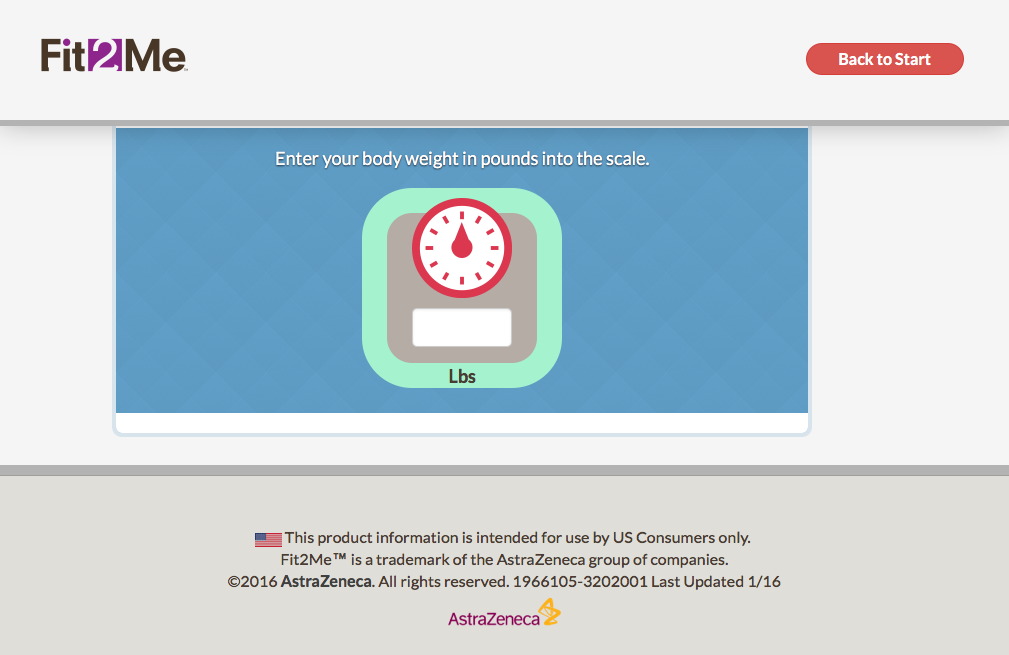 Fit2Me™
Back to Start
Enter your body weight in pounds into the scale.
Lbs
This product information is intended for use by US Consumers only.
Fit2Me™ is a trademark of the AstraZeneca group of companies.
©2016 AstraZeneca. All rights reserved. 1966105-3202001 Last Updated 1/16
AstraZeneca